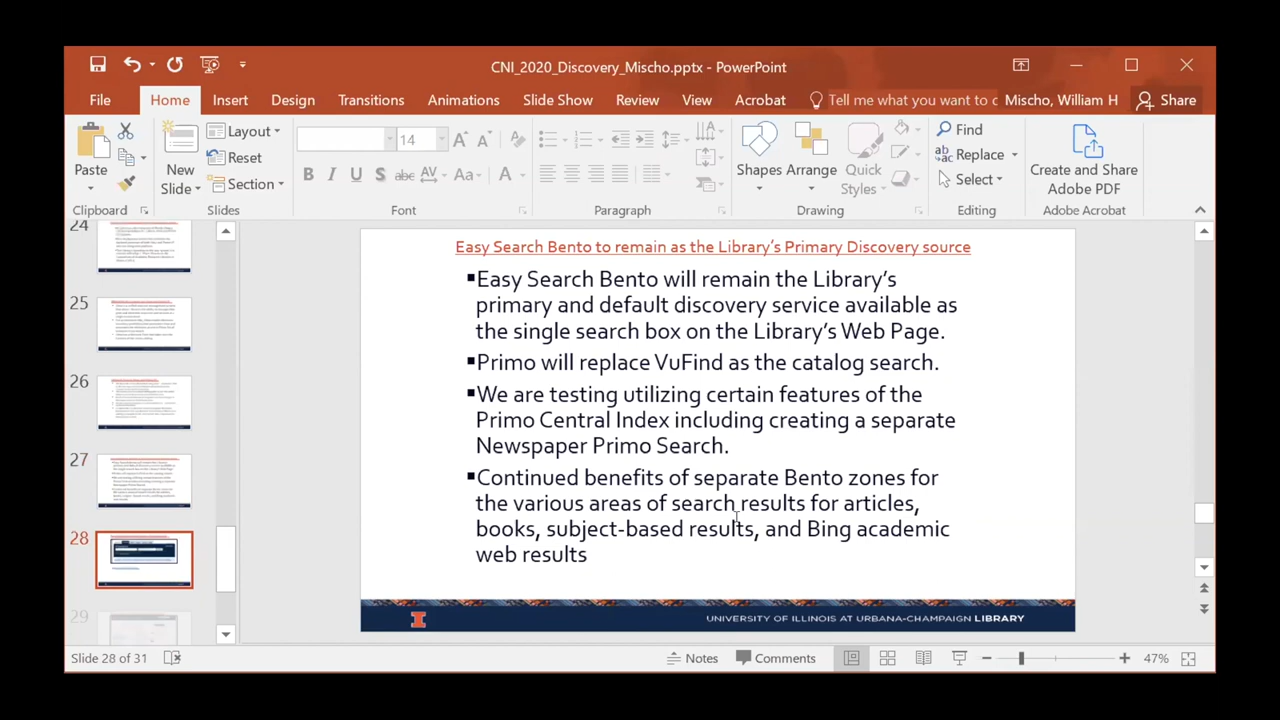 CNI_2020_Discovery_Mischo.pptx - PowerPoint
File Home Insert Design Transitions Animations Slide Show Review View Acrobat Tell me what you want to c Mischo, William H Share
Paste
Clipboard
New
Slide
Layout
Reset
Section
Slides
14
B I U S abc AV Aa A
Font
Paragraph
Shapes
Arrange
Quick
Styles
Drawing
Find
Replace
Select
Editing
Create and Share
Adobe PDF
Adobe Acrobat
24
25
26
27
28
29
Easy Search Bento to remain as the Library's Primary Discovery source
▪Easy Search Bento will remain the Library's
primary and default discovery service available as
the single search box on the Library's Web Page.
▪Primo will replace VuFind as the catalog search.
▪We are testing utilizing certain features of the
Primo Central Index including creating a separate
Newspaper Primo Search.
▪Continued benefits of separate Bento zones for
the various areas of search results for articles,
books, subject-based results, and Bing academic
web results
I UNIVERSITY OF ILLINOIS AT URBANA-CHAMPAIGN LIBRARY
Slide 28 of 31 Notes Comments 47%